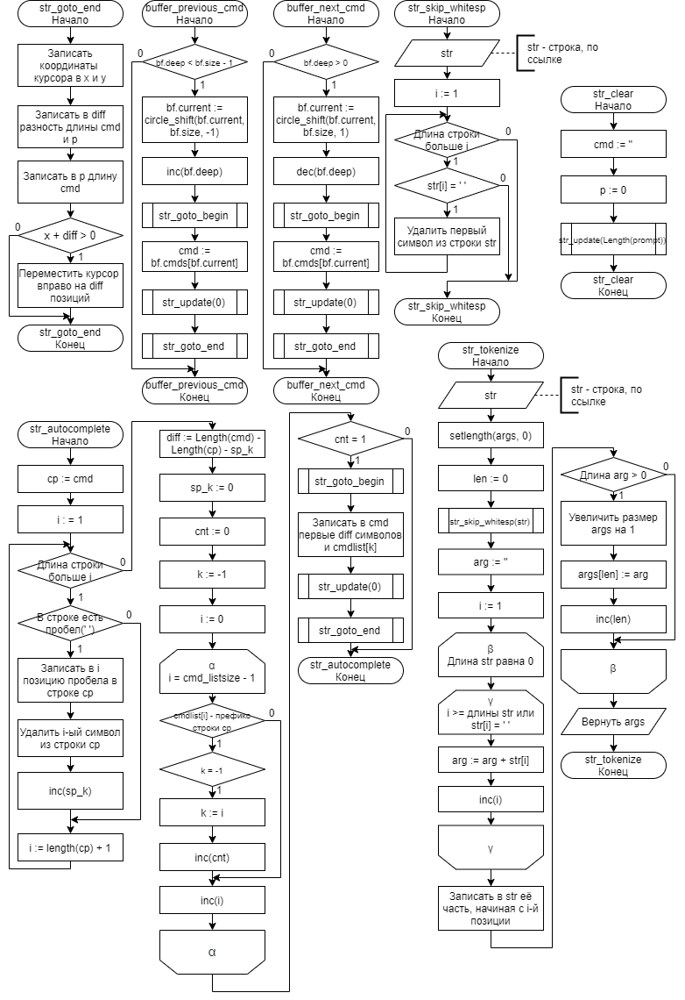 str_goto_end
Начало
Записать
координаты
курсора в x и y
Записать в diff
разность длины cmd
и p
Записать в p длину
cmd
0
x + diff > 0
1
Переместить курсор
вправо на diff
позиций
str_goto_end
Конец
buffer_previous_cmd
Начало
0
bf.deep < bf.size - 1
1
bf.current :=
circle_shift(bf.current,
bf.size, -1)
inc(bf.deep)
str_goto_begin
cmd :=
bf.cmds[bf.current]
str_update(0)
str_goto_end
buffer_previous_cmd
Конец
buffer_next_cmd
Начало
0
bf.deep > 0
1
bf.current :=
circle_shift(bf.current,
bf.size, 1)
dec(bf.deep)
str_goto_begin
cmd :=
bf.cmds[bf.current]
str_update(0)
str_goto_end
buffer_next_cmd
Конец
str_skip_whitesp
Начало
str
str - строка, по
ссылке
i := 1
Длина строки
больше i
0
1
str[i] = ' '
0
1
Удалить первый
символ из строки str
str_skip_whitesp
Конец
str_clear
Начало
cmd := ''
p := 0
str_update(Length(prompt))
str_clear
Конец
str_autocomplete
Начало
cp := cmd
i : = 1
Длина строки
больше i
0
1
В строке есть
пробел(' ')
0
1
Записать в i
позицию пробела в
строке cp
Удалить i-ый символ
из строки cp
inc(sp_k)
i := length(cp) + 1
diff := Length(cmd) -
Length(cp) - sp_k
sp_k := 0
cnt := 0
k := -1
i := 0
α
i = cmd_listsize - 1
cmdlist[i] - префикс
строки cp
0
1
k = -1
k := i
inc(cnt)
inc(i)
α
cnt = 1
0
1
str_goto_begin
Записать в cmd
первые diff символов
и cmdlist[k]
str_update(0)
str_goto_end
str_autocomplete
Конец
str_tokenize
Начало
str
str - строка, по
ссылке
setlength(args, 0)
len := 0
str_skip_whitesp(str)
arg := ''
i := 1
β
Длина str равна 0
γ
i >= длины str или
str[i] = ' '
arg := arg + str[i]
inc(i)
γ
Записать в str её
часть, начиная с i-й
позиции
Длина arg > 0
0
1
Увеличить размер
args на 1
args[len] := arg
inc(len)
β
Вернуть args
str_tokenize
Конец